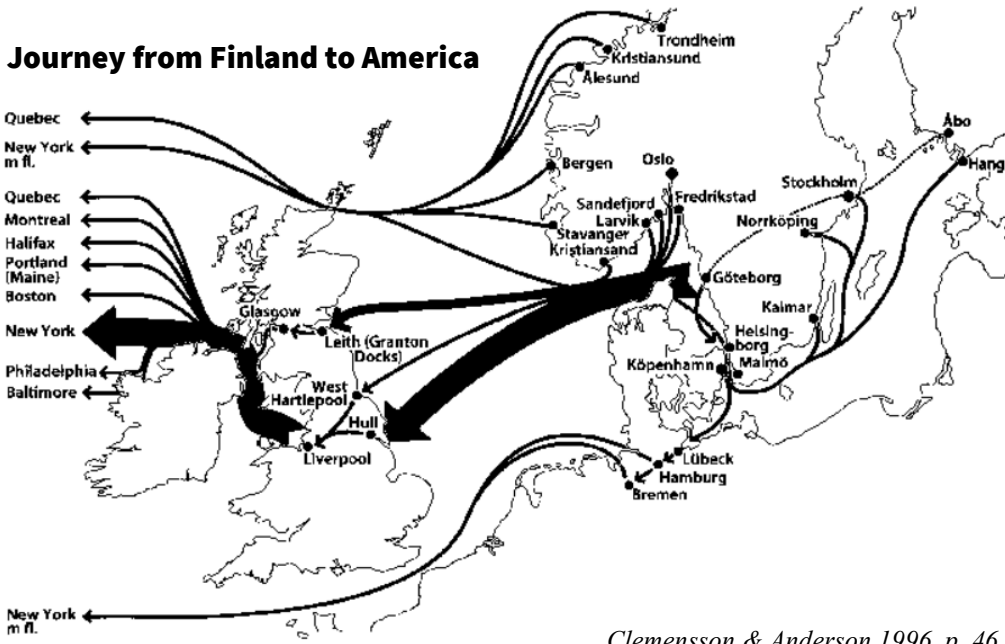 Journey from Finland to America
Trondheim
Kristiansund
Ålesund
Quebec
New York
m fl.
Bergen
Oslo
Åbo
Hang
Stockholm
Sandefjord
Fredrikstad
Larvik
Norrköping
Stavanger
Kristiansand
Quebec
Montreal
Halifax
Portland
(Maine)
Boston
New York
Philadelphia
Baltimore
Göteborg
Kalmar
Glasgow
Leith (Granton
Docks)
Helsing-
borg
Köpenhamn
Malmö
West
Hartlepool
Hull
Liverpool
Lübeck
Hamburg
Bremen
New York
m fl.
Clemensson & Anderson 1996, p. 46